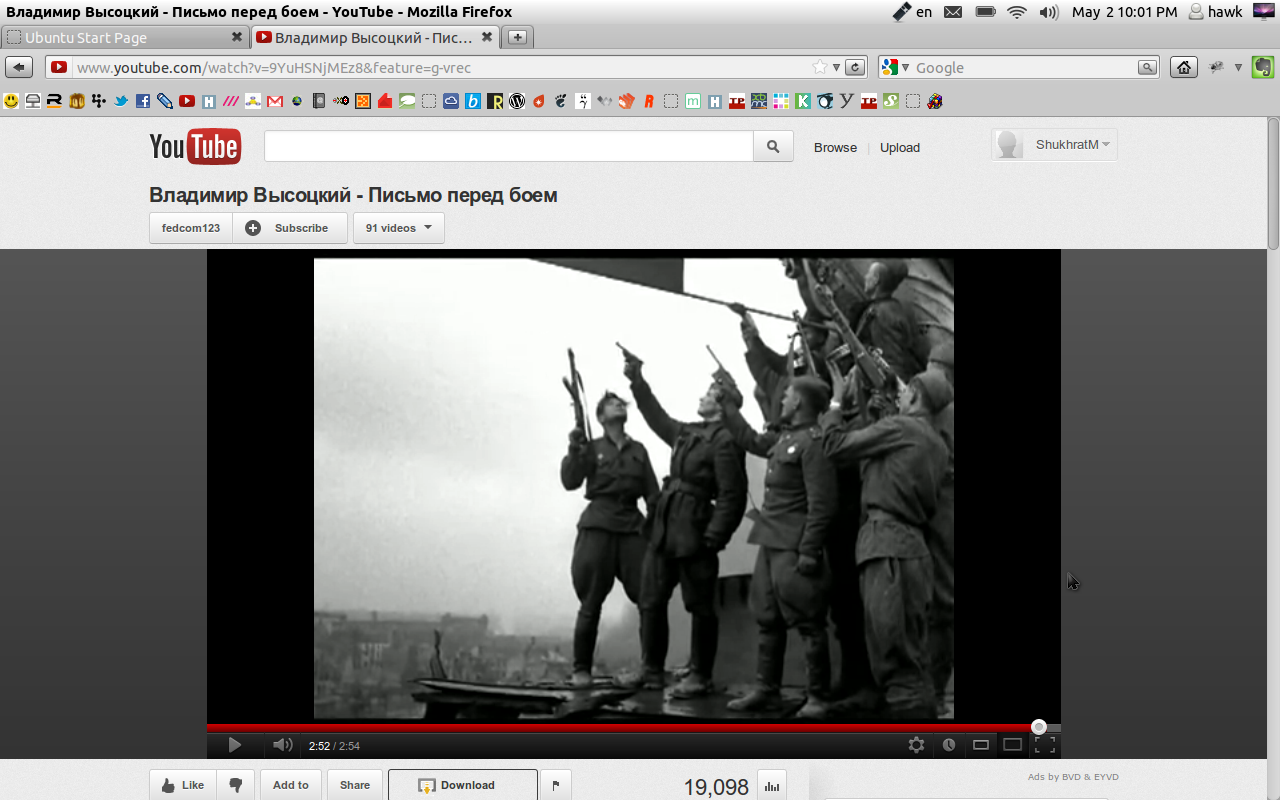 Владимир Высоцкий - Письмо перед боем - YouTube - Mozilla Firefox
en
May 2 10:01 PM
hawk
Ubuntu Start Page
Владимир Высоцкий - Пис...
www.youtube.com/watch?v=9YuHSNjMEz8&feature=g-vrec
Google
YouTube
Browse
Upload
ShukhratM
Владимир Высоцкий - Письмо перед боем
fedcom123
Subscribe
91 videos
2:52 / 2:54
Like
Add to
Share
Download
19,098
Ads by BVD & EYVD